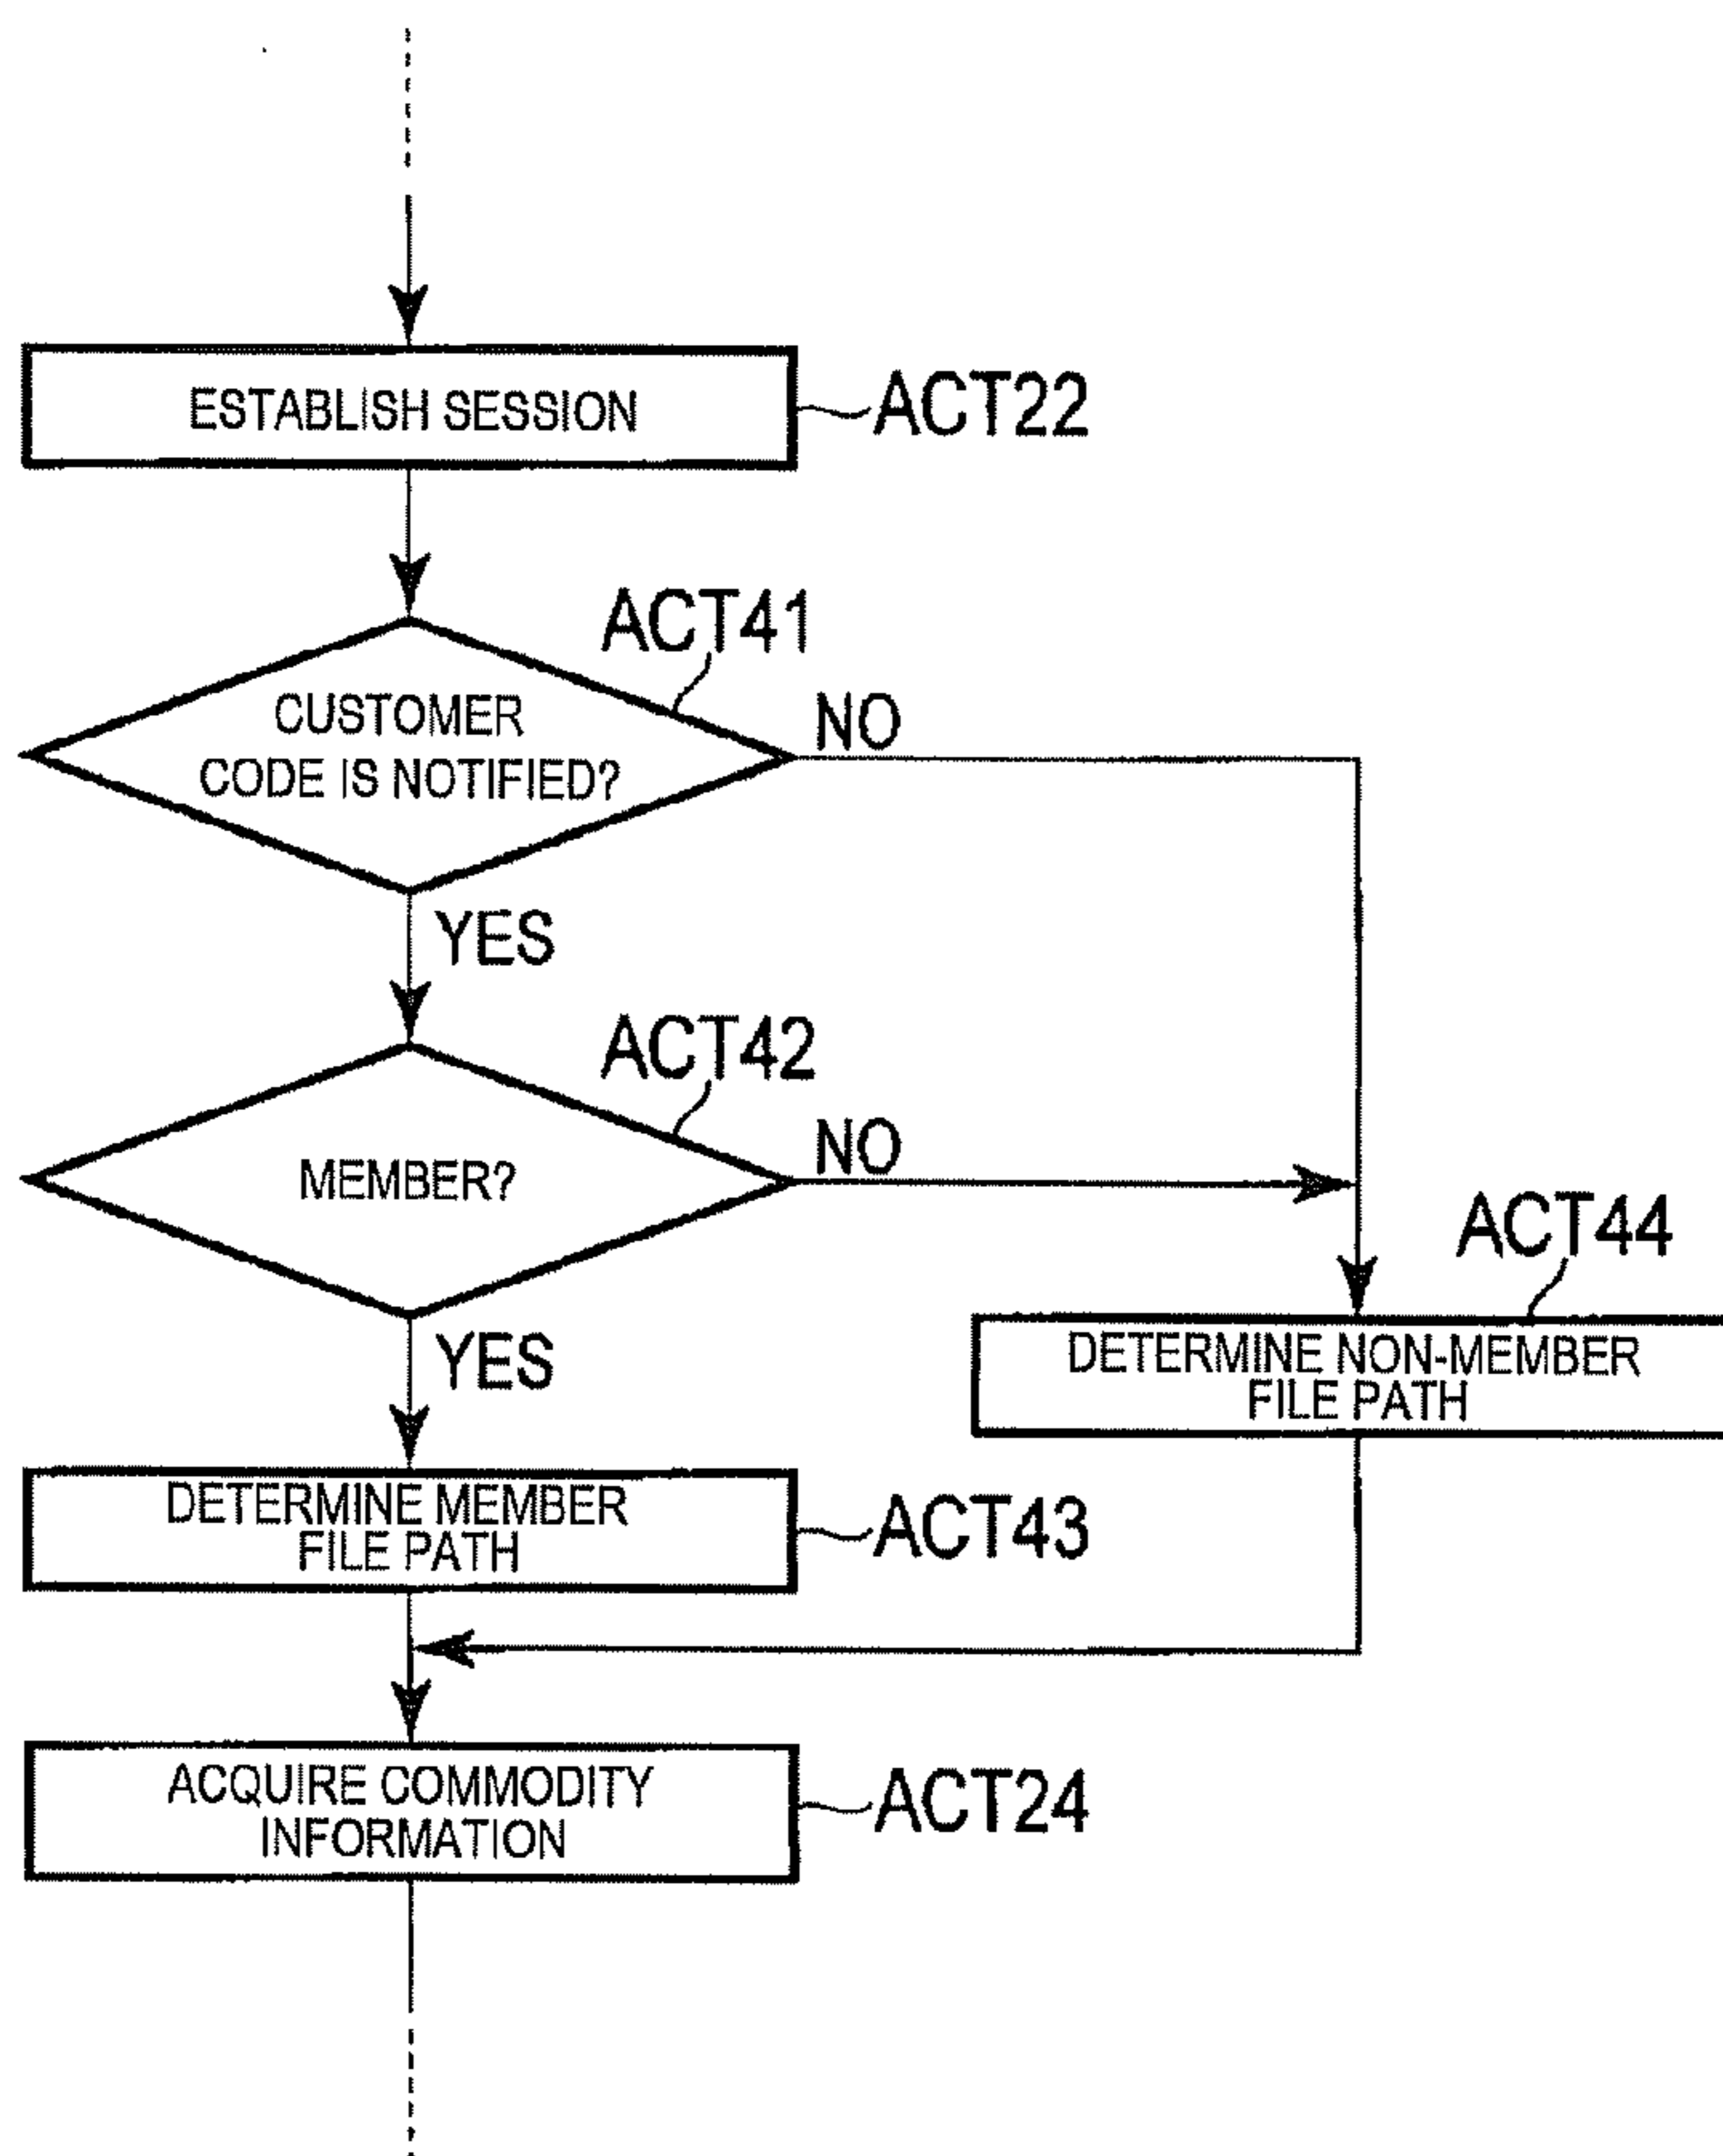 ESTABLISH SESSION
ACT22
ACT41
CUSTOMER
CODE IS NOTIFIED?
NO
YES
ACT42
MEMBER?
NO
YES
ACT44
DETERMINE NON-MEMBER
FILE PATH
DETERMINE MEMBER
FILE PATH
ACT43
ACQUIRE COMMODITY
INFORMATION
ACT24